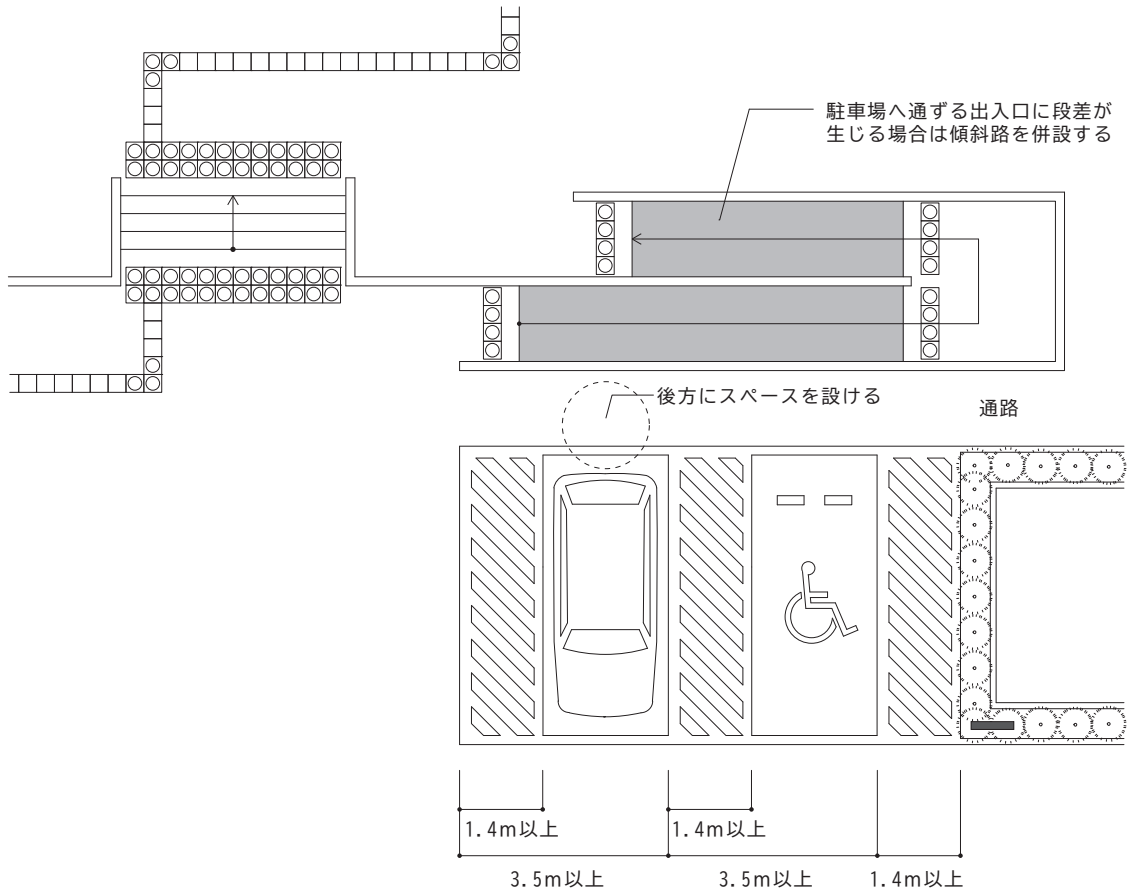 駐車場へ通ずる出入口に段差が
生じる場合は傾斜路を併設する
後方にスペースを設ける
通路
1.4m以上
1.4m以上
3.5m以上
3.5m以上
1.4m以上